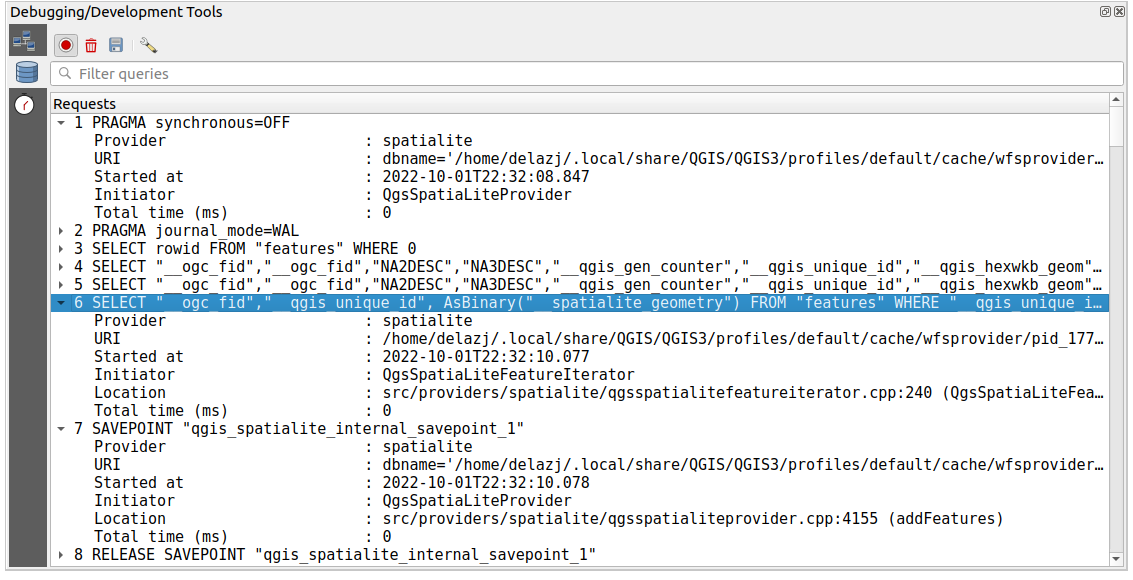 Debugging/Development Tools
Filter queries
Requests
1 PRAGMA synchronous=OFF
Provider : spatialite
URI : dbname='/home/delazj/.local/share/QGIS/QGIS3/profiles/default/cache/wfsprovider…
Started at : 2022-10-01T22:32:08.847
Initiator : QgsSpatiaLiteProvider
Total time (ms) : 0
2 PRAGMA journal_mode=WAL
3 SELECT rowid FROM "features" WHERE 0
4 SELECT "__ogc_fid","__ogc_fid","NA2DESC","NA3DESC","__qgis_gen_counter","__qgis_unique_id","__qgis_hexwkb_geom"…
5 SELECT "__ogc_fid","__ogc_fid","NA2DESC","NA3DESC","__qgis_gen_counter","__qgis_unique_id","__qgis_hexwkb_geom"…
6 SELECT "__ogc_fid","__qgis_unique_id", AsBinary("__spatialite_geometry") FROM "features" WHERE "__qgis_unique_i…
Provider : spatialite
URI : /home/delazj/.local/share/QGIS/QGIS3/profiles/default/cache/wfsprovider/pid_177…
Started at : 2022-10-01T22:32:10.077
Initiator : QgsSpatiaLiteFeatureIterator
Location : src/providers/spatialite/qgsspatialitefeatureiterator.cpp:240 (QgsSpatiaLiteFea…
Total time (ms) : 0
7 SAVEPOINT "qgis_spatialite_internal_savepoint_1"
Provider : spatialite
URI : dbname='/home/delazj/.local/share/QGIS/QGIS3/profiles/default/cache/wfsprovider…
Started at : 2022-10-01T22:32:10.078
Initiator : QgsSpatiaLiteProvider
Location : src/providers/spatialite/qgsspatialiteprovider.cpp:4155 (addFeatures)
Total time (ms) : 0
8 RELEASE SAVEPOINT "qgis_spatialite_internal_savepoint_1"